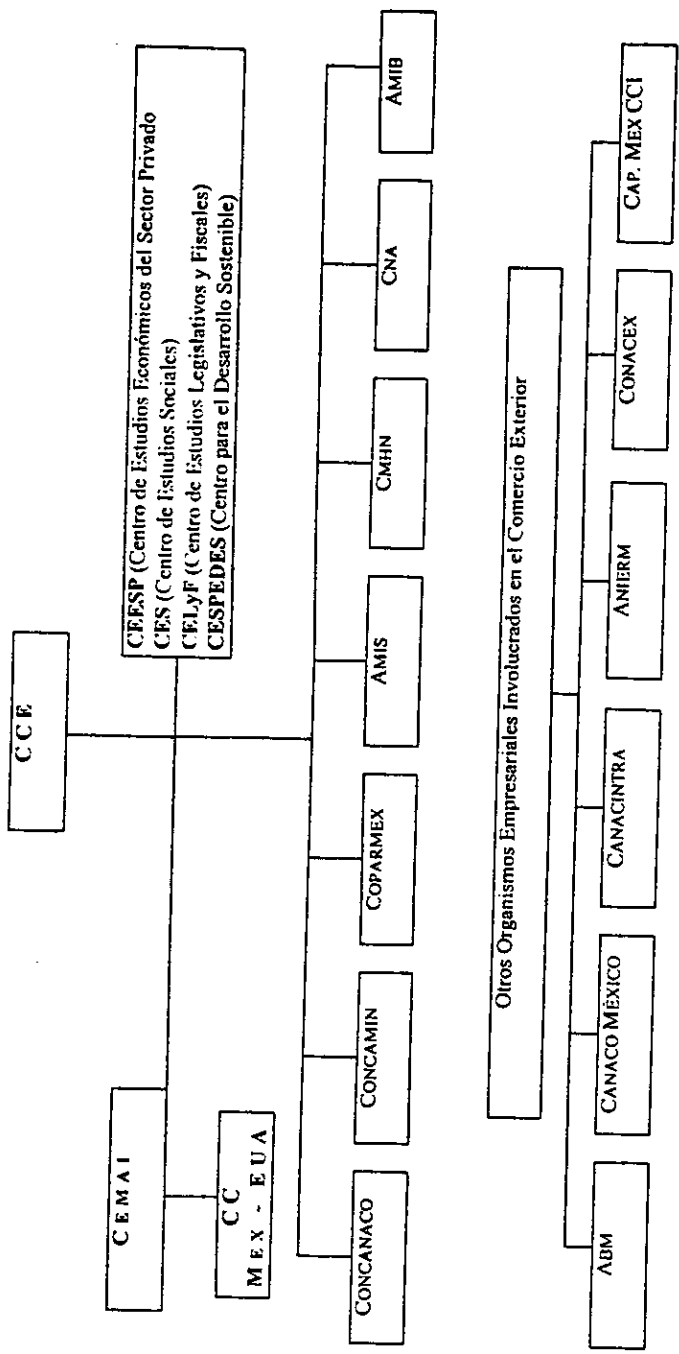 C C E
CEMAI
CEESP (Centro de Estudios Económicos del Sector Privado
CES (Centro de Estudios Sociales)
CELyF (Centro de Estudios Legislativos y Fiscales)
CESPEDES (Centro para el Desarrollo Sostenible)
CC
MEX - EUA
CONCANACO
CONCAMIN
COPARMEX
AMIS
CMHN
CNA
AMIB
Otros Organismos Empresariales Involucrados en el Comercio Exterior
ABM
CANACO MÉXICO
CANACINTRA
ANIERM
CONACEX
CAP. MEX CCI